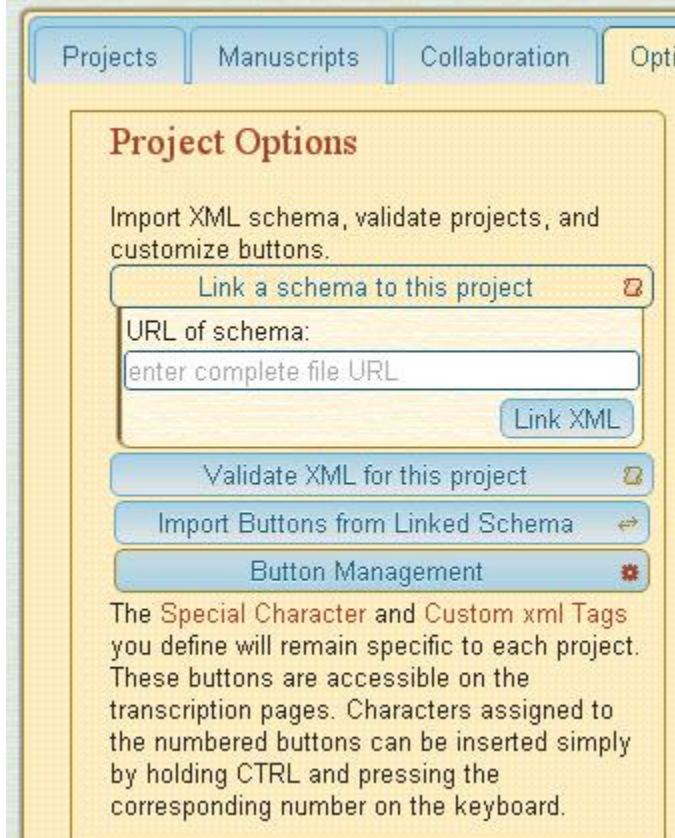 Projects Manuscripts Collaboration Opti
Project Options
Import XML schema, validate projects, and
customize buttons.
Link a schema to this project
URL of schema:
enter complete file URL
Link XML
Validate XML for this project
Import Buttons from Linked Schema
Button Management
The Special Character and Custom xml Tags
you define will remain specific to each project.
These buttons are accessible on the
transcription pages. Characters assigned to
the numbered buttons can be inserted simply
by holding CTRL and pressing the
corresponding number on the keyboard.